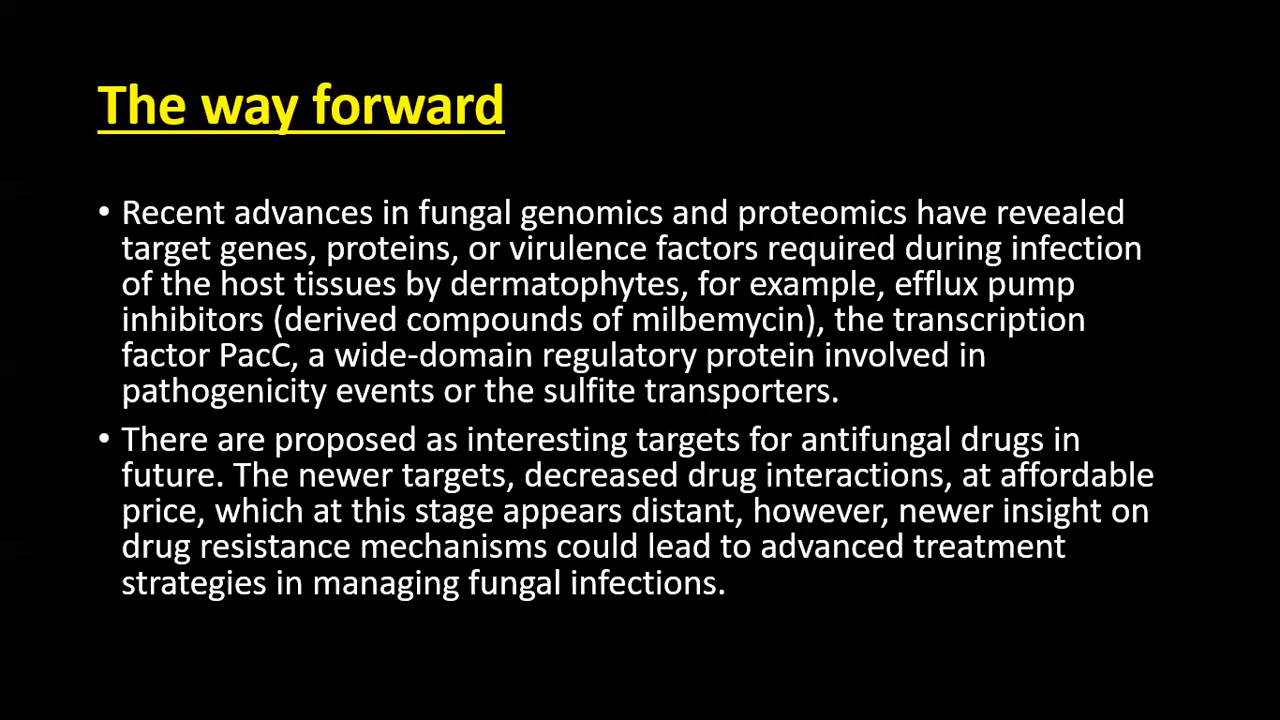 The way forward
• Recent advances in fungal genomics and proteomics have revealed
target genes, proteins, or virulence factors required during infection
of the host tissues by dermatophytes, for example, efflux pump
inhibitors (derived compounds of milbemycin), the transcription
factor PacC, a wide-domain regulatory protein involved in
pathogenicity events or the sulfite transporters.
• There are proposed as interesting targets for antifungal drugs in
future. The newer targets, decreased drug interactions, at affordable
price, which at this stage appears distant, however, newer insight on
drug resistance mechanisms could lead to advanced treatment
strategies in managing fungal infections.